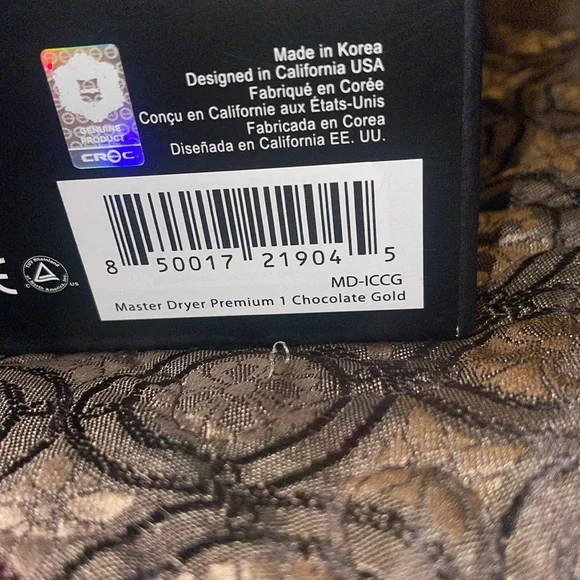 Made in Korea
Designed in California USA
Fabriqué en Corée
Conçu en Californie aux États-Unis
Fabricada en Corea
Diseñada en California EE. UU.
GENUINE
PRODUCT
CROC
8 50017 21904 5
MD-ICCG
Master Dryer Premium 1 Chocolate Gold
US